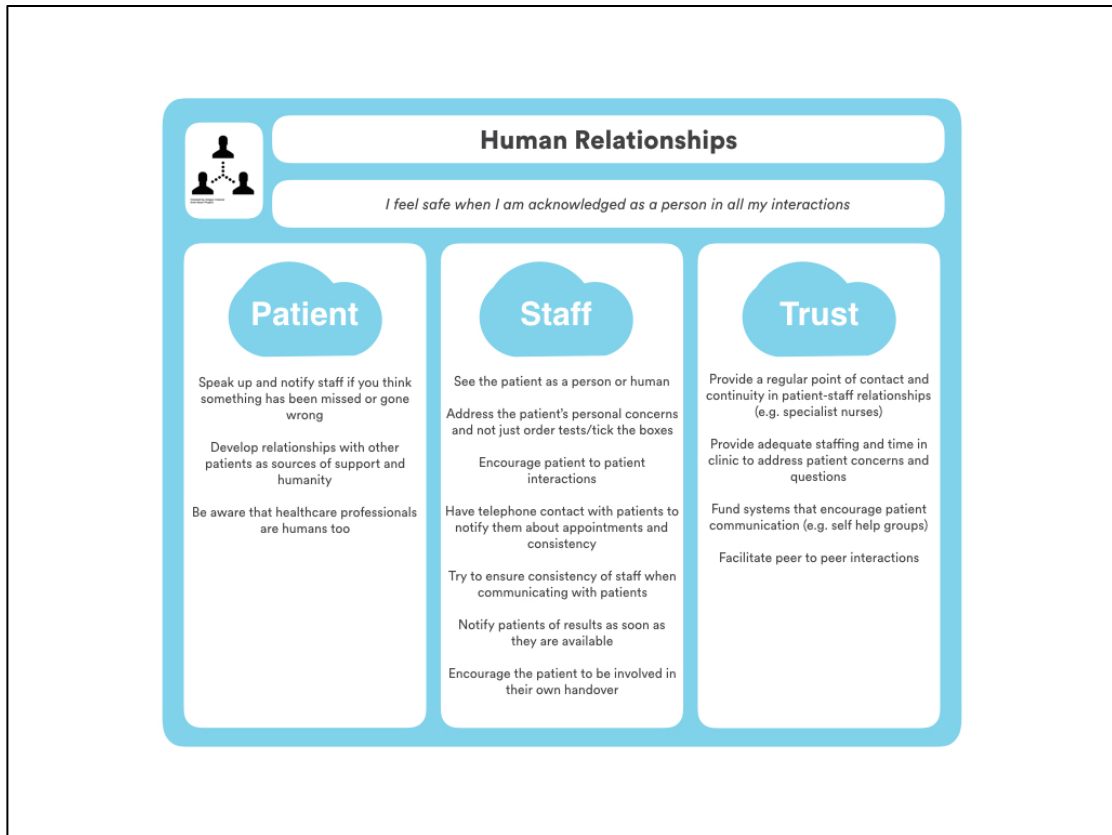 Human Relationships
I feel safe when I am acknowledged as a person in all my interactions
Patient
Speak up and notify staff if you think
something has been missed or gone
wrong
Develop relationships with other
patients as sources of support and
humanity
Be aware that healthcare professionals
are humans too
Staff
See the patient as a person or human
Address the patient's personal concerns
and not just order tests/tick the boxes
Encourage patient to patient
interactions
Have telephone contact with patients to
notify them about appointments and
consistency
Try to ensure consistency of staff when
communicating with patients
Notify patients of results as soon as
they are available
Encourage the patient to be involved in
their own handover
Trust
Provide a regular point of contact and
continuity in patient-staff relationships
(e.g. specialist nurses)
Provide adequate staffing and time in
clinic to address patient concerns and
questions
Fund systems that encourage patient
communication (e.g. self help groups)
Facilitate peer to peer interactions